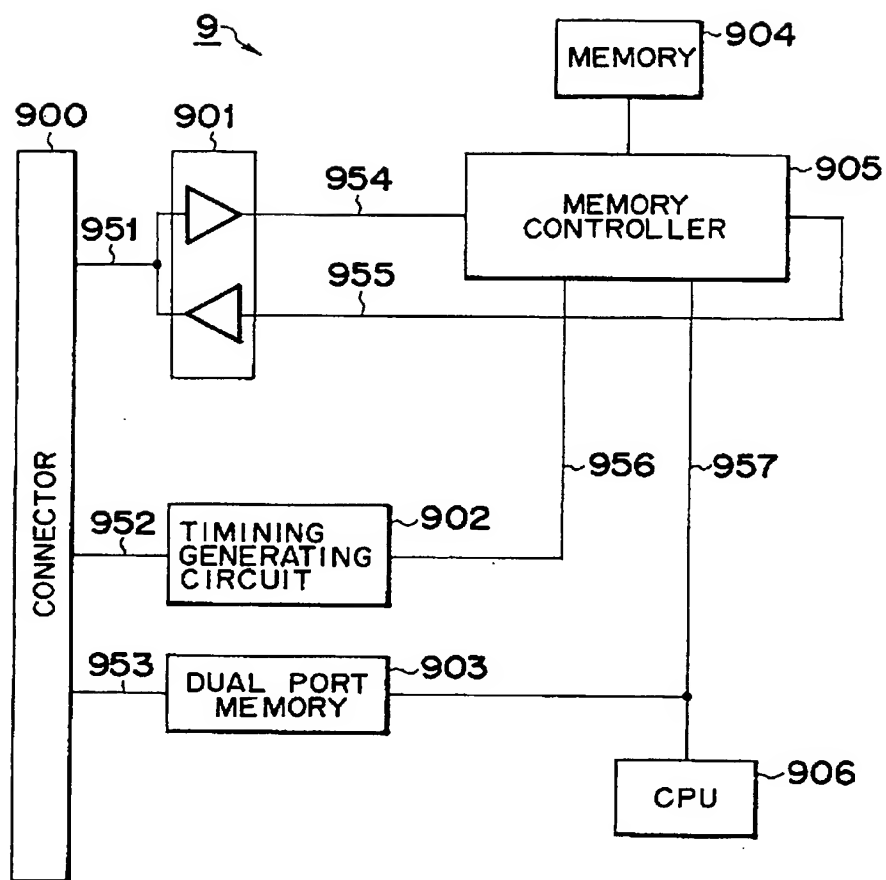 9
904
MEMORY
900
901
954
905
951
MEMORY
CONTROLLER
955
956
957
CONNECTOR
952
902
TIMINING
GENERATING
CIRCUIT
953
903
DUAL PORT
MEMORY
906
CPU